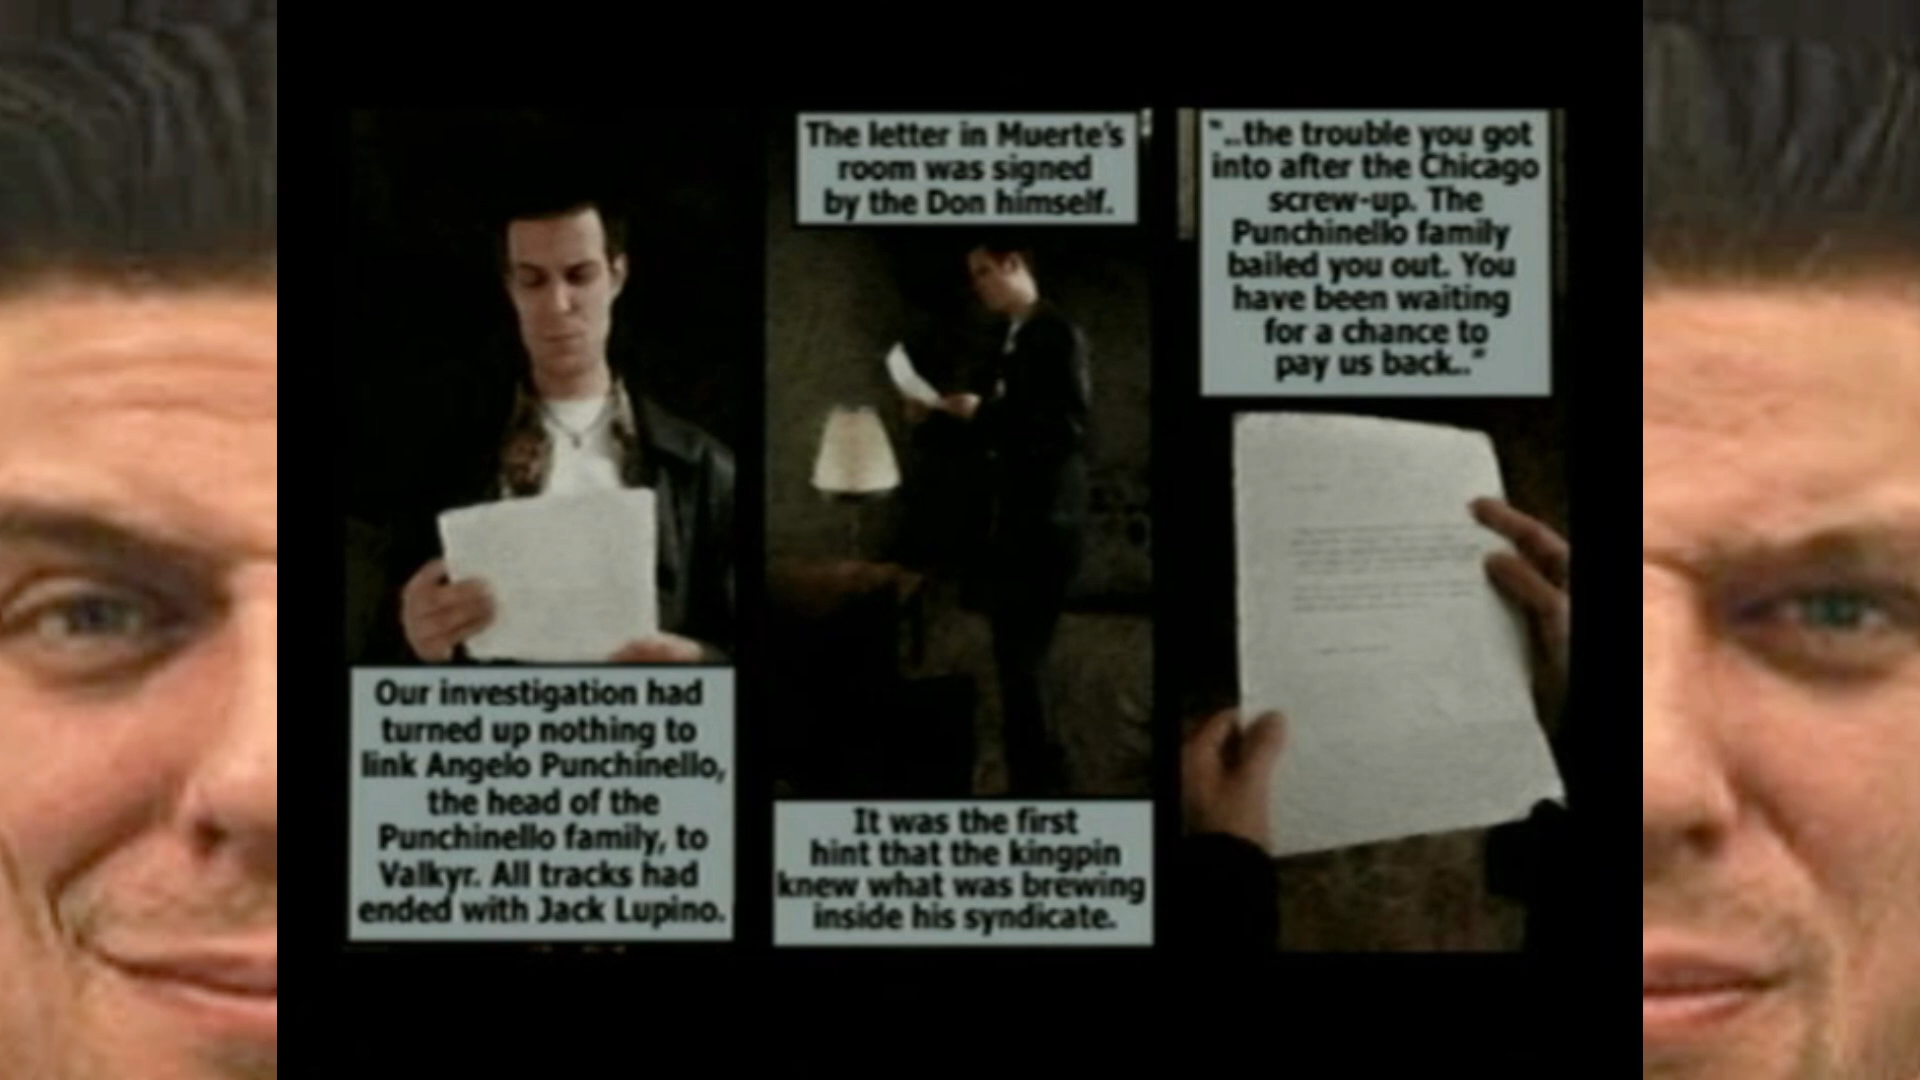 Our investigation had
turned up nothing to
link Angelo Punchinello,
the head of the
Punchinello family, to
Valkyr. All tracks had
ended with Jack Lupino.
The letter in Muerte's
room was signed
by the Don himself.
It was the first
hint that the kingpin
knew what was brewing
inside his syndicate.
"..the trouble you got
into after the Chicago
screw-up. The
Punchinello family
bailed you out. You
have been waiting
for a chance to
pay us back.."